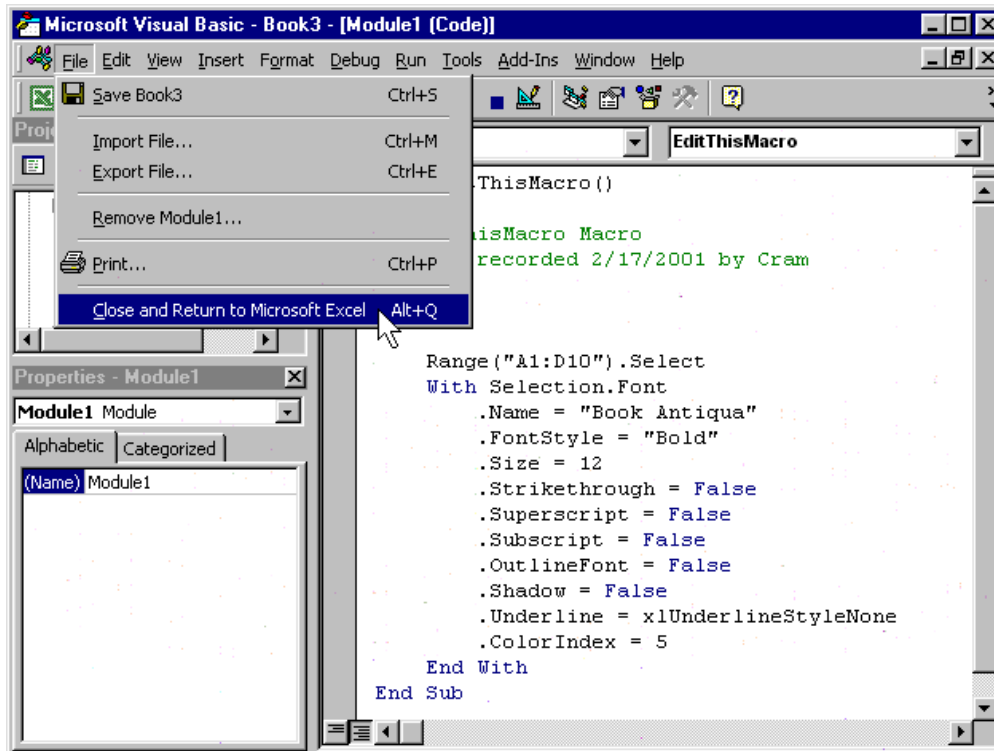 Microsoft Visual Basic - Book3 - [Module1 (Code)]
File Edit View Insert Format Debug Run Tools Add-Ins Window Help
Save Book3 Ctrl+S
Import File... Ctrl+M
Export File... Ctrl+E
Remove Module1...
Print... Ctrl+P
Close and Return to Microsoft Excel Alt+Q
Properties - Module1
Module1 Module
Alphabetic Categorized
(Name) Module1
EditThisMacro
ThisMacro()
isMacro Macro
recorded 2/17/2001 by Cram
Range("A1:D10").Select
With Selection.Font
.Name = "Book Antiqua"
.FontStyle = "Bold"
.Size = 12
.Strikethrough = False
.Superscript = False
.Subscript = False
.OutlineFont = False
.Shadow = False
.Underline = xlUnderlineStyleNone
.ColorIndex = 5
End With
End Sub